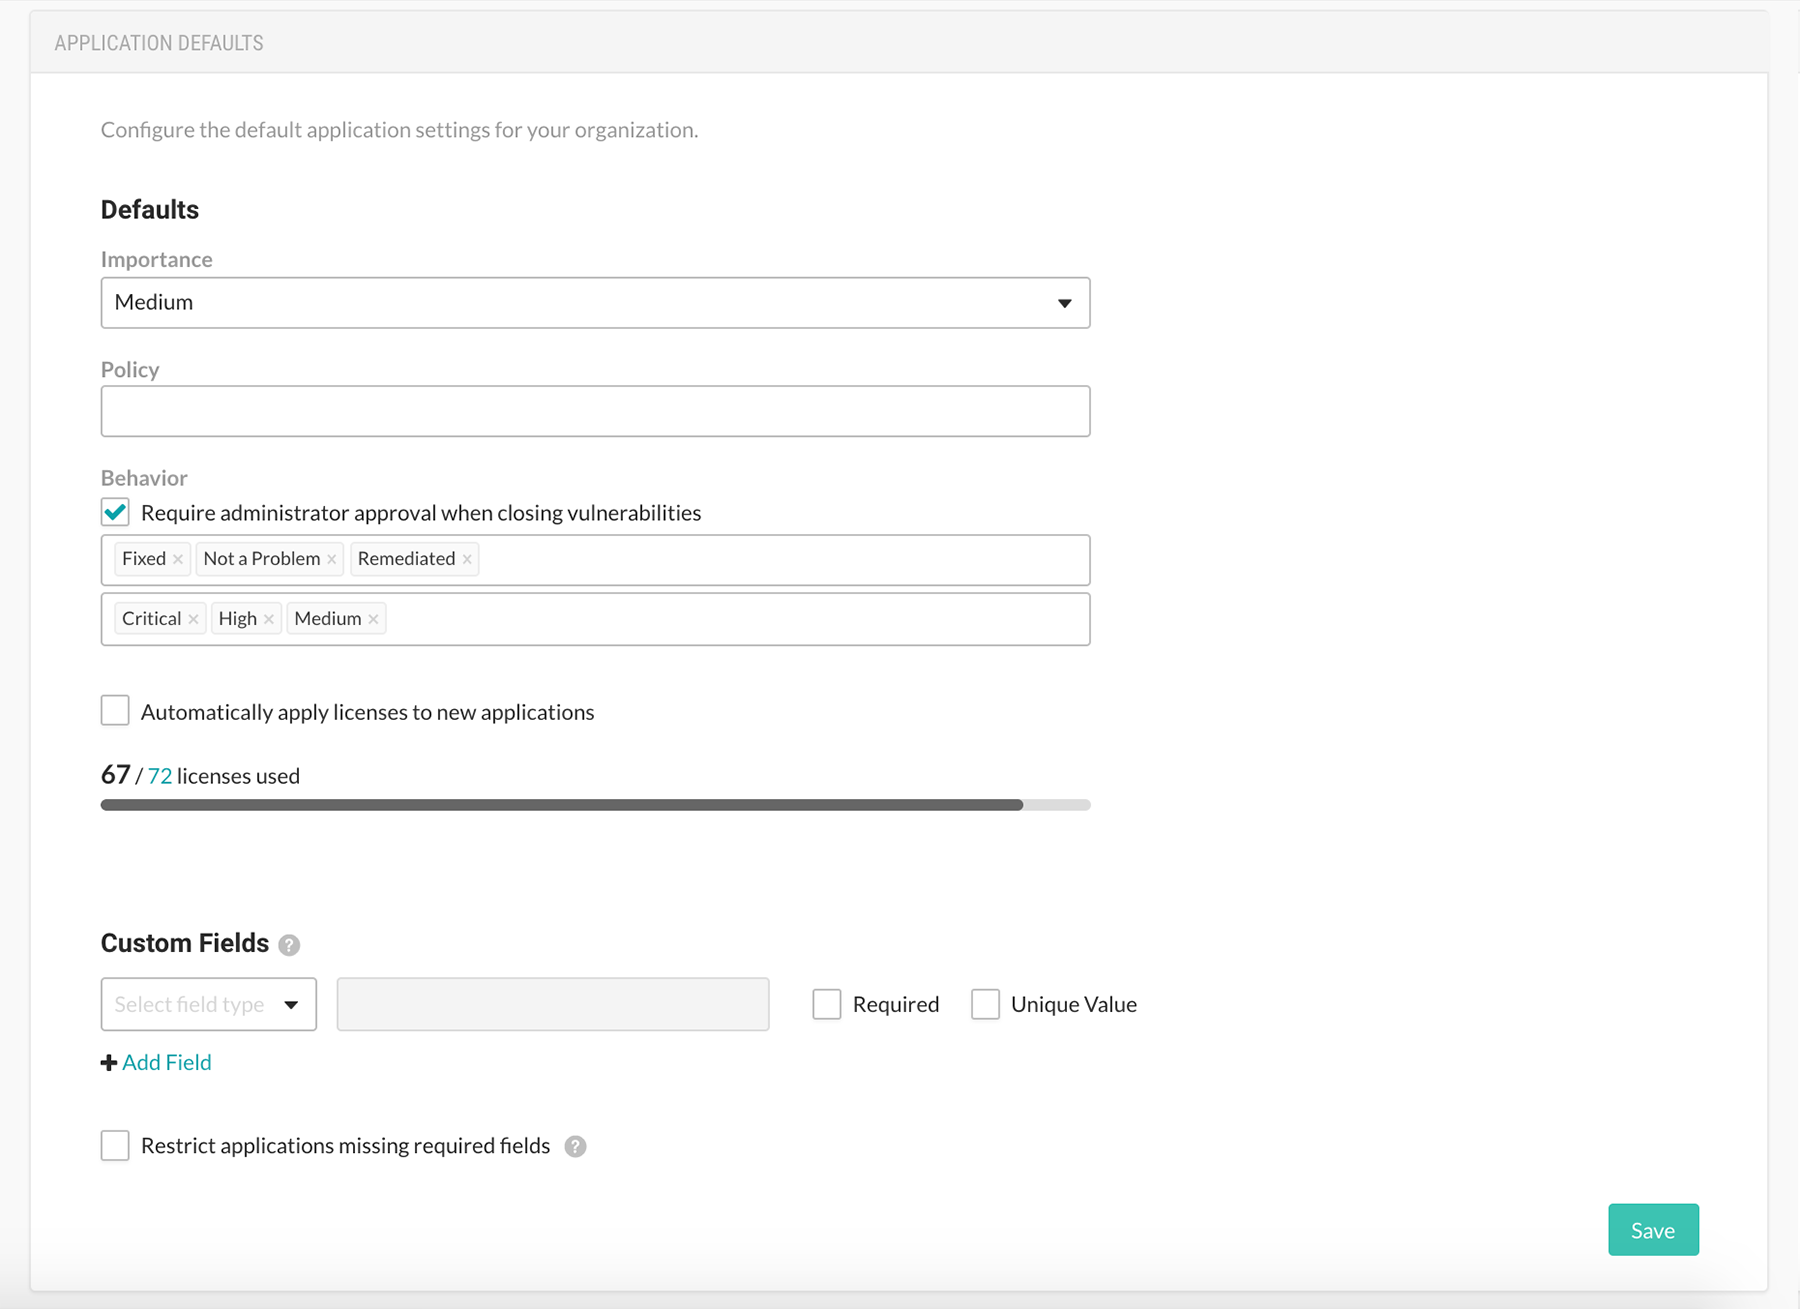 APPLICATION DEFAULTS
Configure the default application settings for your organization.
Defaults
Importance
Medium
Policy
Behavior
Require administrator approval when closing vulnerabilities
Fixed × Not a Problem × Remediated ×
Critical × High × Medium ×
Automatically apply licenses to new applications
67 / 72 licenses used
Custom Fields ?
Select field type Required Unique Value
+ Add Field
Restrict applications missing required fields ?
Save